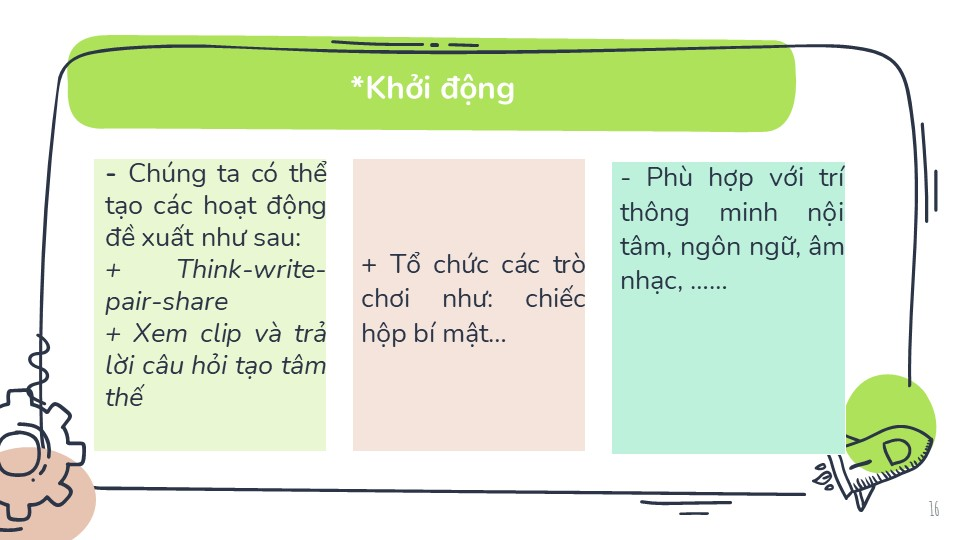 *Khởi động
- Chúng ta có thể
tạo các hoạt động
đề xuất như sau:
+ Think-write-
pair-share
+ Xem clip và trả
lời câu hỏi tạo tâm
thế
+ Tổ chức các trò
chơi như: chiếc
hộp bí mật...
- Phù hợp với trí
thông minh nội
tâm, ngôn ngữ, âm
nhạc, ......
16